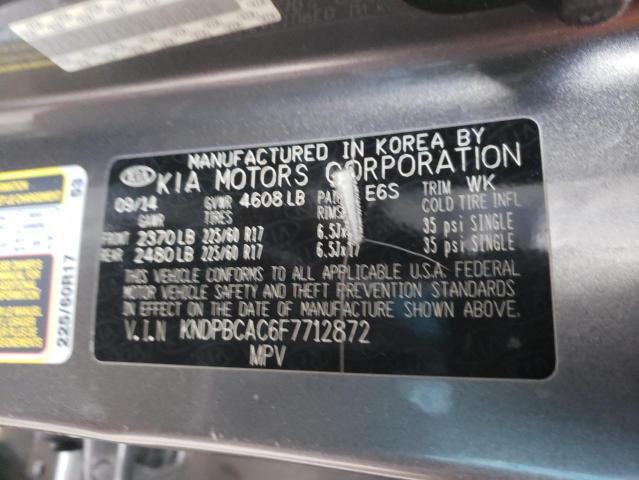 MANUFACTURED IN KOREA BY
KIA KIA MOTORS CORPORATION
09/14 GVWR 4608 LB E6S TRIM WK
GAWR TIRES RIMS COLD TIRE INFL
FRONT 2370 LB 225/60 R17 35 psi SINGLE
REAR 2480 LB 225/60 R17 6.5Jx17 35 psi SINGLE
THIS VEHICLE CONFORMS TO ALL APPLICABLE U.S.A. FEDERAL
MOTOR VEHICLE SAFETY AND THEFT PREVENTION STANDARDS
IN EFFECT ON THE DATE OF MANUFACTURE SHOWN ABOVE.
V.I.N KNDPBCAC6F7712872
MPV
53
225/60R17